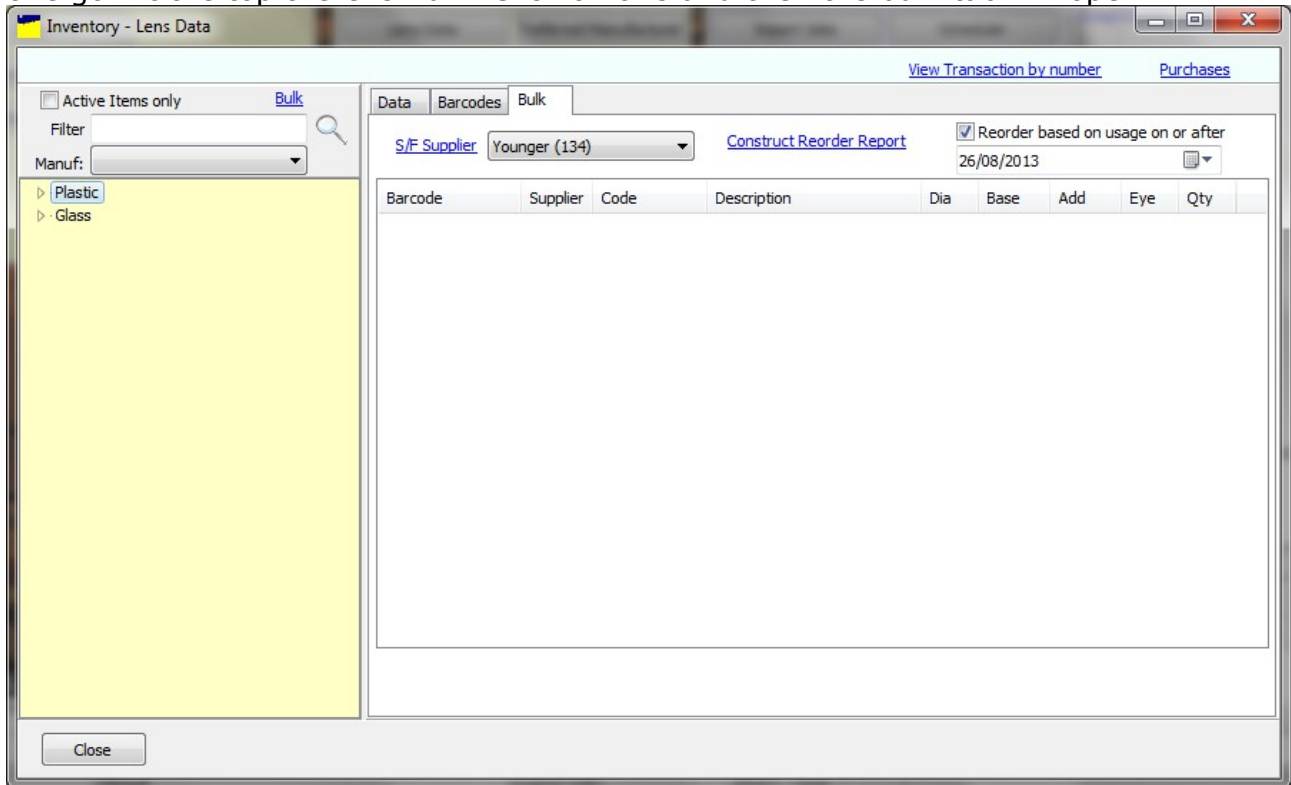 Inventory - Lens Data
View Transaction by number Purchases
Active Items only Bulk
Filter
Manuf:
Plastic
Glass
Data Barcodes Bulk
S/F Supplier Younger (134) Construct Reorder Report
Reorder based on usage on or after
26/08/2013
Barcode Supplier Code Description Dia Base Add Eye Qty
Close